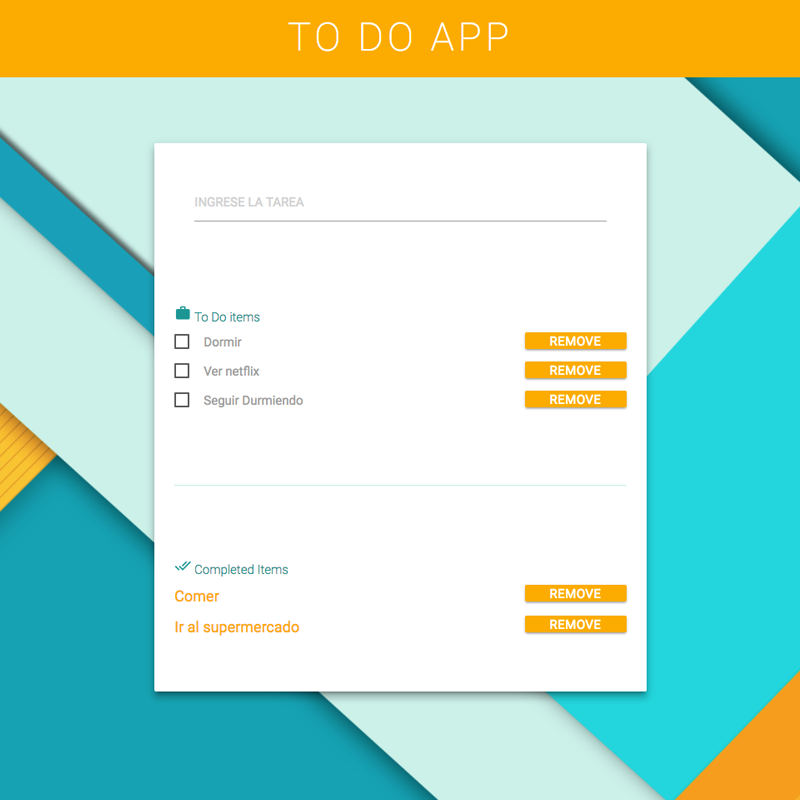 TO DO APP
INGRESE LA TAREA
To Do items
Dormir REMOVE
Ver netflix REMOVE
Seguir Durmiendo REMOVE
Completed Items
Comer REMOVE
Ir al supermercado REMOVE